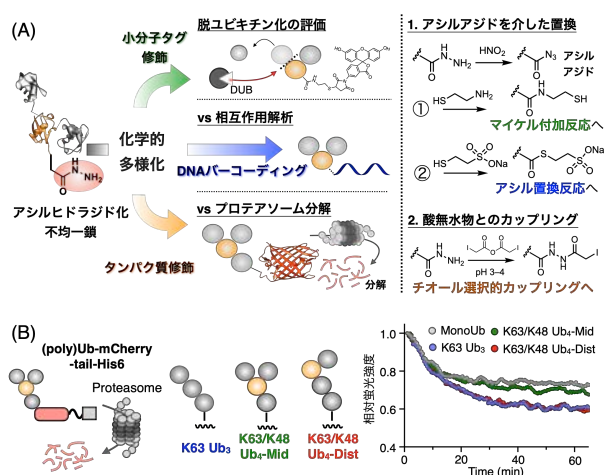 (A)
小分子タグ
修飾
脱ユビキチン化の評価
DUB
HO
O
O
COOH
N
H
S
O
N
O
O
NH
NH₂
アシルヒドラジド化
不均一鎖
化学的
多様化
vs 相互作用解析
DNAバーコーディング
vs プロテアソーム分解
タンパク質修飾
分解
1. アシルアジドを介した置換
HNO₂
アシル
アジド
①
HS NH₂
SH
マイケル付加反応へ
②
ONa
アシル置換反応へ
2. 酸無水物とのカップリング
pH 3–4
チオール選択的カップリングへ
(B)
(poly)Ub-mCherry
-tail-His6
Proteasome
K63 Ub₃
K63/K48
Ub₄-Mid
K63/K48
Ub₄-Dist
相対蛍光強度
1.0
0.8
0.6
0.4
MonoUb
K63/K48 Ub₄-Mid
K63 Ub₃
K63/K48 Ub₄-Dist
0 20 40 60
Time (min)